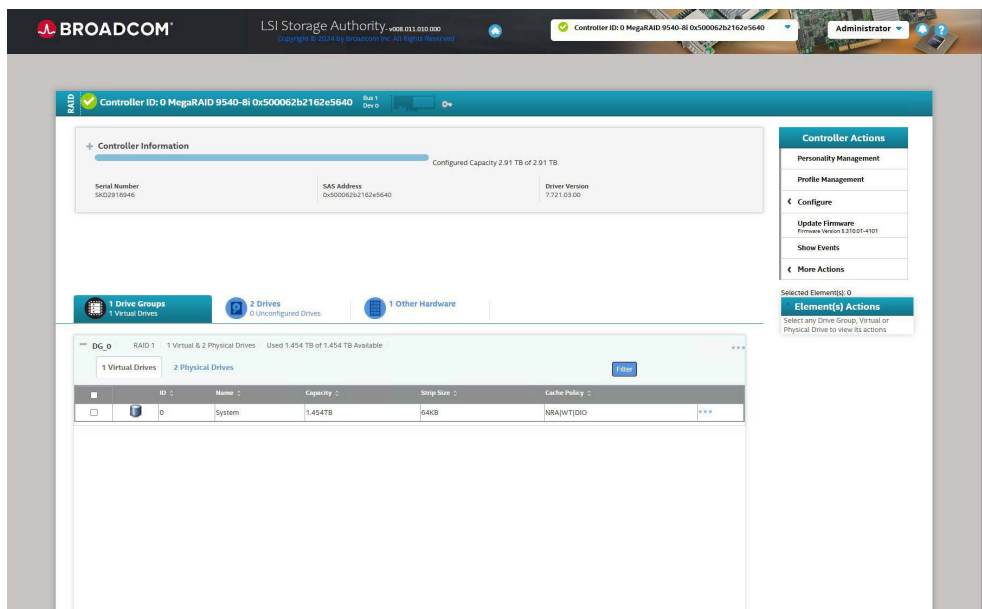 BROADCOM®
LSI Storage Authority - v008.011.010.000
Copyright © 2024 by Broadcom Inc. All Rights Reserved
Controller ID: 0 MegaRAID 9540-8i 0x500062b2162e5640
Administrator
?
RAID
Controller ID: 0 MegaRAID 9540-8i 0x500062b2162e5640
Bus 1
Dev 0
Controller Information
Configured Capacity 2.91 TB of 2.91 TB
Serial Number SAS Address Driver Version
SKD2918946 0x500062b2162e5640 7.721.03.00
Controller Actions
Personality Management
Profile Management
Configure
Update Firmware
Firmware Version 5.310.01-4101
Show Events
More Actions
Selected Element(s): 0
Element(s) Actions
Select any Drive Group, Virtual or
Physical Drive to view its actions
1 Drive Groups
1 Virtual Drives
2 Drives
0 Unconfigured Drives
1 Other Hardware
DG_0 RAID 1 1 Virtual & 2 Physical Drives Used 1.454 TB of 1.454 TB Available
1 Virtual Drives 2 Physical Drives Filter
ID Name Capacity Strip Size Cache Policy
0 System 1.454TB 64KB NRA|WT|DIO